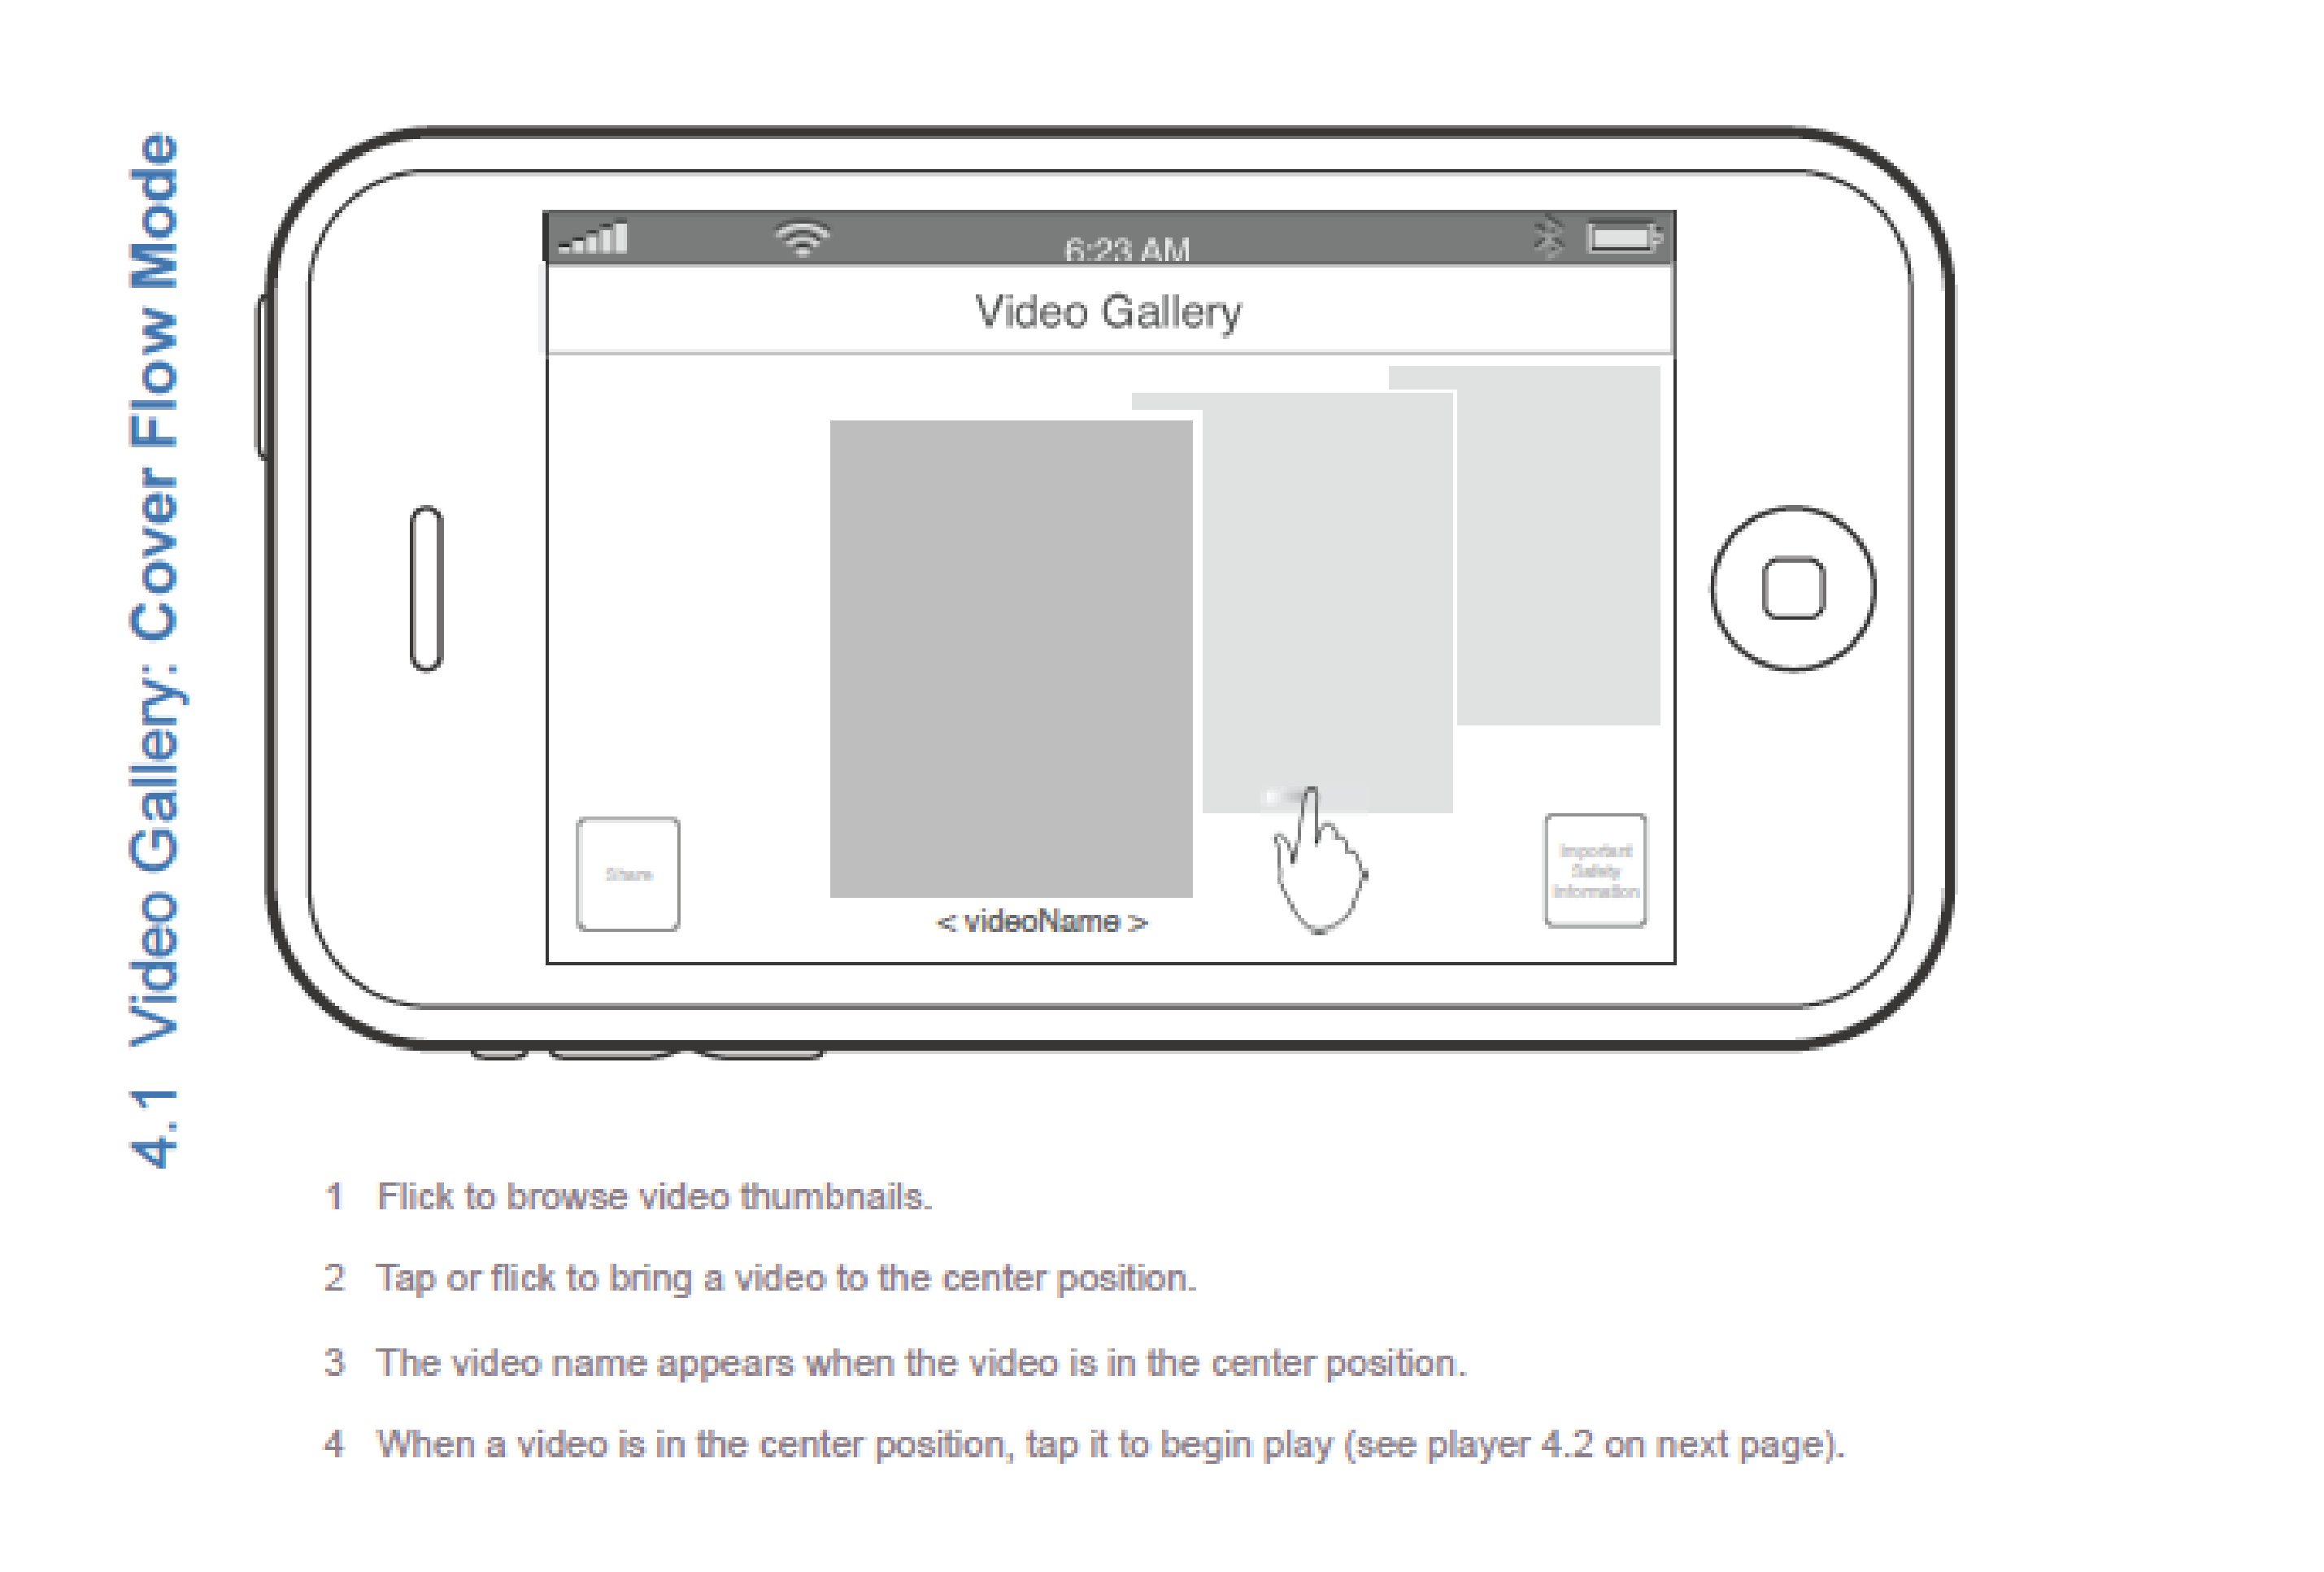 4.1 Video Gallery: Cover Flow Mode
6:23 AM
Video Gallery
Share
< videoName >
Important
Safety
Information
1 Flick to browse video thumbnails.
2 Tap or flick to bring a video to the center position.
3 The video name appears when the video is in the center position.
4 When a video is in the center position, tap it to begin play (see player 4.2 on next page).